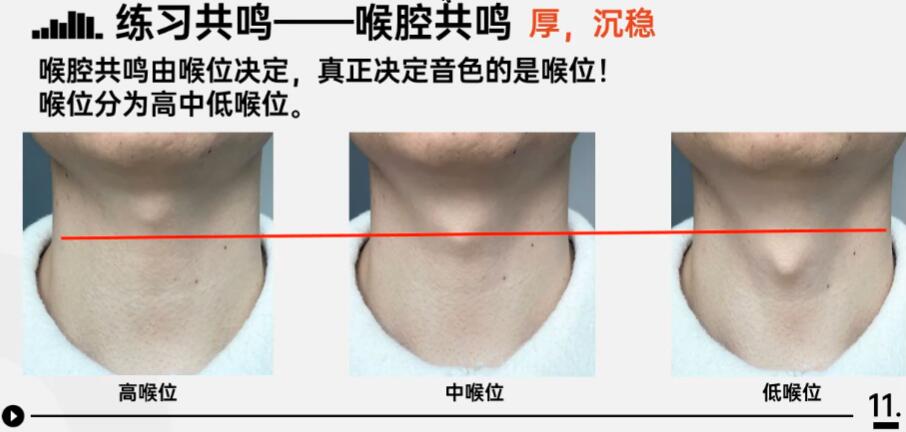 练习共鸣——喉腔共鸣 厚，沉稳
喉腔共鸣由喉位决定，真正决定音色的是喉位！
喉位分为高中低喉位。
高喉位 中喉位 低喉位
11.